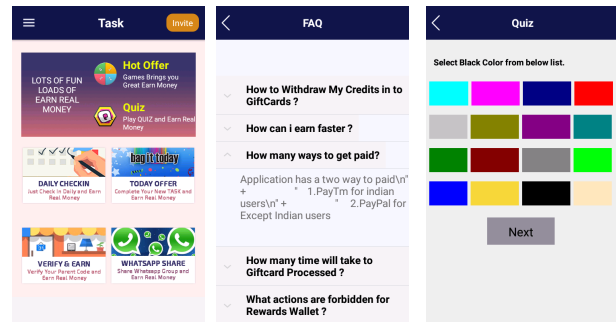 Task
Invite
LOTS OF FUN
LOADS OF
EARN REAL
MONEY
Hot Offer
Games Brings you
Great Earn Money
Quiz
Play QUIZ and Earn Real
Money
DAILY CHECKIN
Just Check in Daily and Earn
Real Money
bag it today
TODAY OFFER
Complete Your New TASK and
Earn Real Money
VERIFY & EARN
Verify Your Parent Code and
Earn Real Money
WHATSAPP SHARE
Share Whatsapp Group and
Earn Real Money
FAQ
How to Withdraw My Credits in to
GiftCards ?
How can i earn faster ?
How many ways to get paid?
Application has a two way to paid\n"
+ " 1.PayTm for indian
users\n" + " 2.PayPal for
Except Indian users
How many time will take to
Giftcard Processed ?
What actions are forbidden for
Rewards Wallet ?
Quiz
Select Black Color from below list.
Next